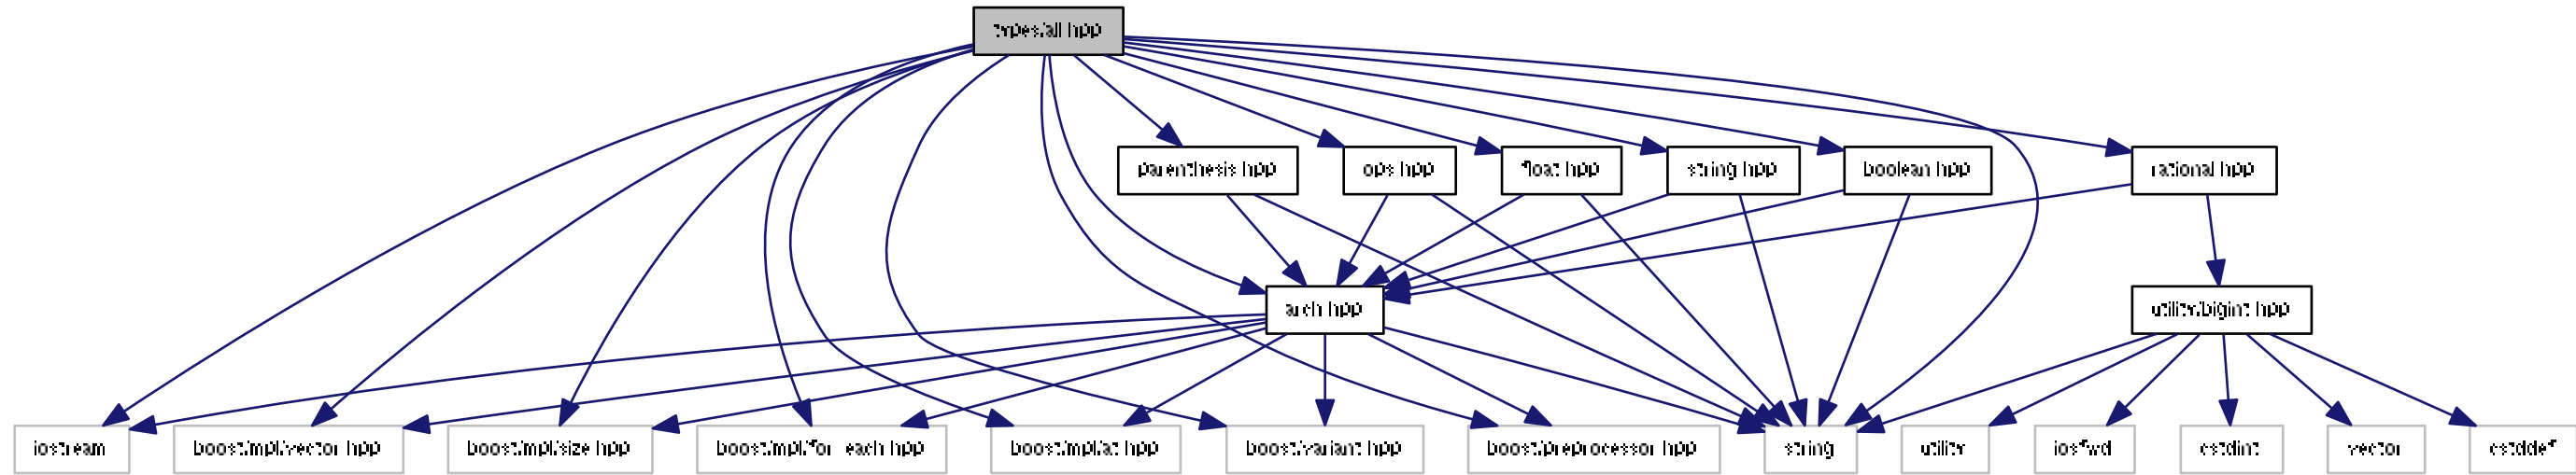 types/all.hpp
parenthesis.hpp
ops.hpp
float.hpp
string.hpp
boolean.hpp
rational.hpp
arch.hpp
utility/bigint.hpp
iostream
boost/mpl/vector.hpp
boost/mpl/size.hpp
boost/mpl/for_each.hpp
boost/mpl/at.hpp
boost/variant.hpp
boost/preprocessor.hpp
string
utility
iosfwd
cstdint
vector
cstddef